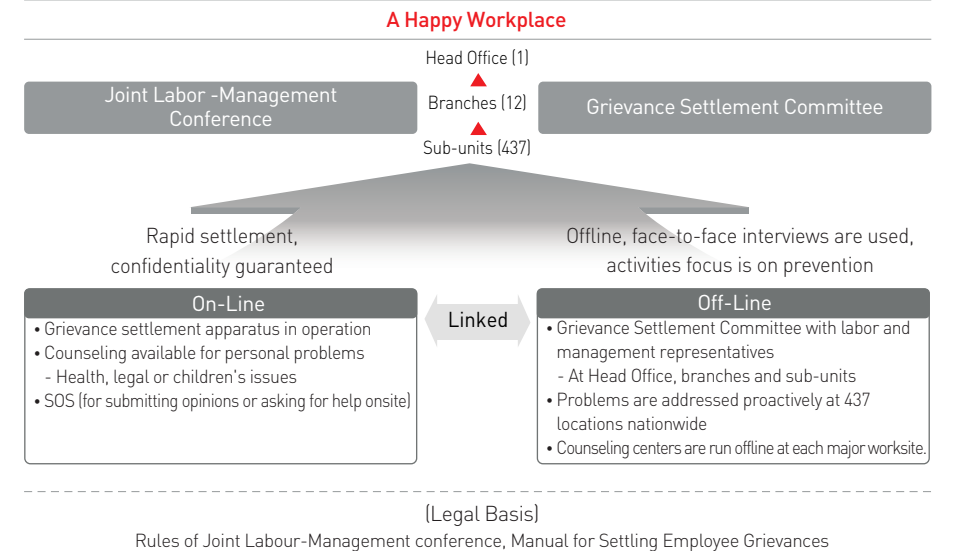 A Happy Workplace
Head Office (1)
Joint Labor -Management
Conference
Branches (12)
Grievance Settlement Committee
Sub-units (437)
Rapid settlement,
confidentiality guaranteed
Offline, face-to-face interviews are used,
activities focus is on prevention
On-Line
• Grievance settlement apparatus in operation
• Counseling available for personal problems
- Health, legal or children's issues
• SOS (for submitting opinions or asking for help onsite)
Linked
Off-Line
• Grievance Settlement Committee with labor and
management representatives
- At Head Office, branches and sub-units
• Problems are addressed proactively at 437
locations nationwide
• Counseling centers are run offline at each major worksite.
(Legal Basis)
Rules of Joint Labour-Management conference, Manual for Settling Employee Grievances